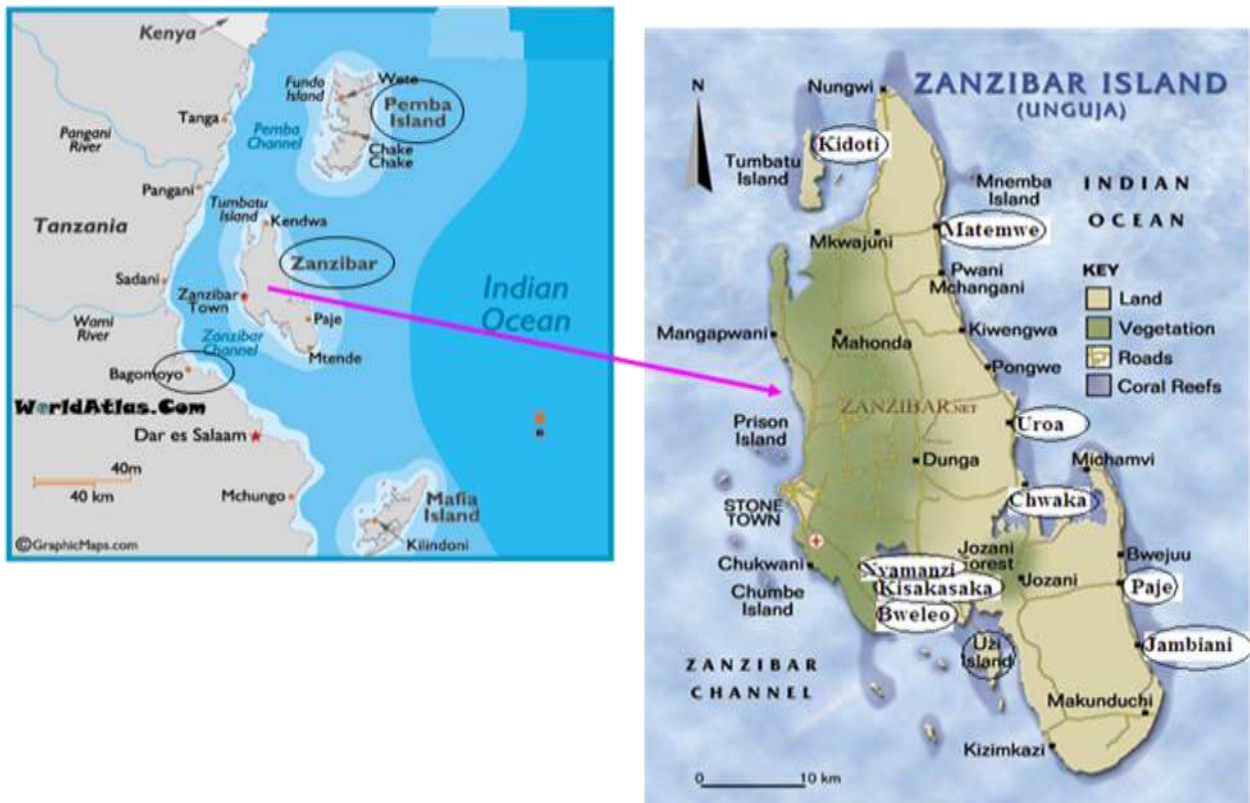 Kenya
Wete
Fundo
Island
Pemba
Island
Tanga
Pemba
Channel
Chake
Chake
Pangani
River
Pangani
Tumbatu
Island
Kendwa
Tanzania
Zanzibar
Sadani
Zanzibar
Town
Indian
Ocean
Wami
River
Paje
Zanzibar
Channel
Mtende
Bagomoyo
WorldAtlas.Com
Dar es Salaam
40m
40 km
Mchungo
Mafia
Island
Kilindoni
©GraphicMaps.com
ZANZIBAR ISLAND
(UNGUJA)
N
Nungwi
Kidoti
Tumbatu
Island
Mnemba
Island
INDIAN
OCEAN
Matemwe
Mkwajuni
Pwani
Mchangani
KEY
Land
Vegetation
Roads
Coral Reefs
Mangapwani
Mahonda
Kiwengwa
Pongwe
ZANZIBAR.NET
Prison
Island
Uroa
Dunga
Michamvi
STONE
TOWN
Chwaka
Chukwani
Nyamanzi
Jozani
Bwejuu
Kisakasaka
Jozani
Paje
Chumbe
Island
Bweleo
Uzi
Island
Jambiani
ZANZIBAR
CHANNEL
Makunduchi
Kizimkazi
0
10 km